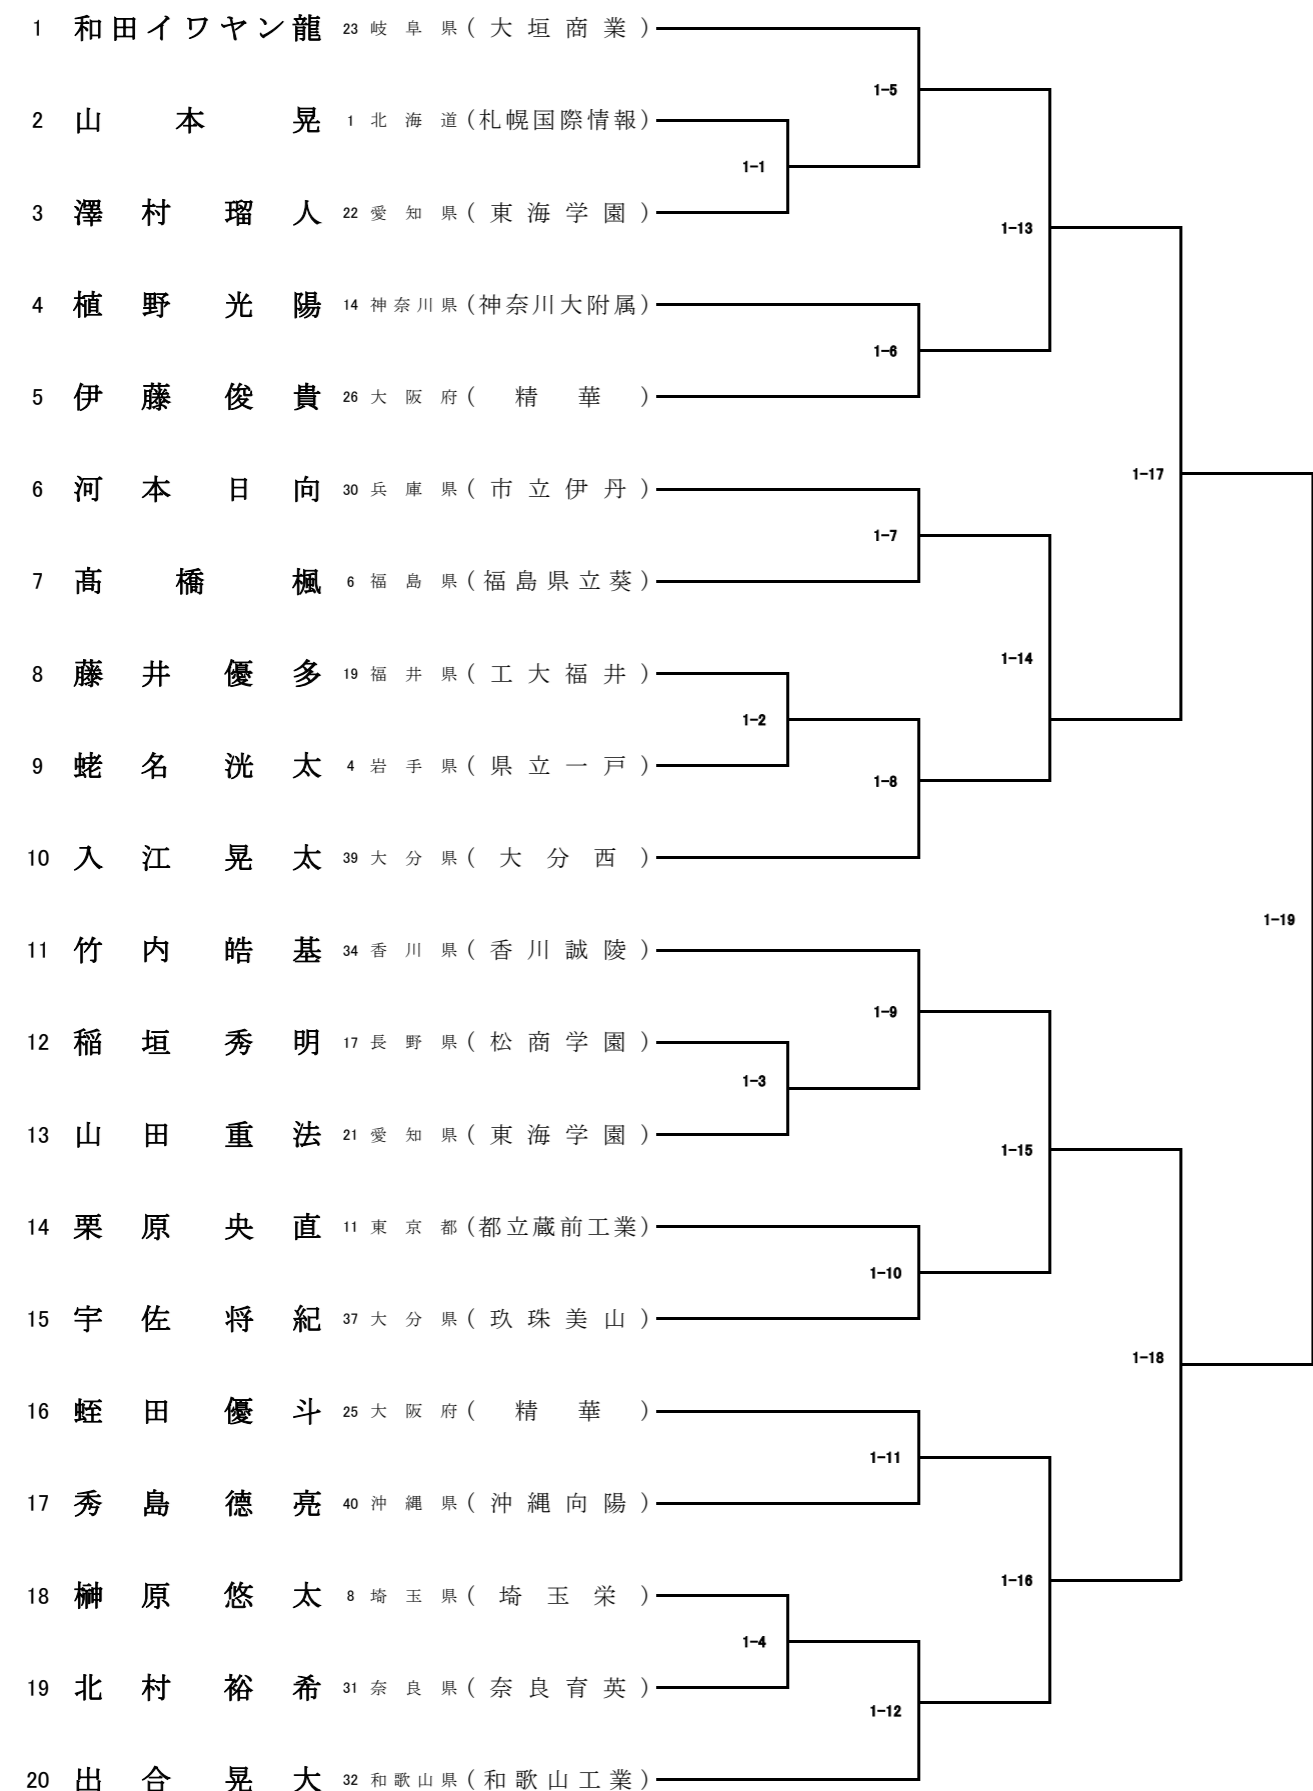 1 和田イワヤン龍 23 岐阜県 (大垣商業)
1-5
2 山本晃 1 北海道 (札幌国際情報)
1-1
3 澤村瑠人 22 愛知県 (東海学園)
1-13
4 植野光陽 14 神奈川県 (神奈川大附属)
1-6
5 伊藤俊貴 26 大阪府 (精華)
1-17
6 河本日向 30 兵庫県 (市立伊丹)
1-7
7 髙橋楓 6 福島県 (福島県立葵)
1-14
8 藤井優多 19 福井県 (工大福井)
1-2
9 蛯名洸太 4 岩手県 (県立一戸)
1-8
10 入江晃太 39 大分県 (大分西)
1-19
11 竹内皓基 34 香川県 (香川誠陵)
1-9
12 稲垣秀明 17 長野県 (松商学園)
1-3
13 山田重法 21 愛知県 (東海学園)
1-15
14 栗原央直 11 東京都 (都立蔵前工業)
1-10
15 宇佐将紀 37 大分県 (玖珠美山)
1-18
16 蛭田優斗 25 大阪府 (精華)
1-11
17 秀島德亮 40 沖縄県 (沖縄向陽)
1-16
18 榊原悠太 8 埼玉県 (埼玉栄)
1-4
19 北村裕希 31 奈良県 (奈良育英)
1-12
20 出合晃大 32 和歌山県 (和歌山工業)